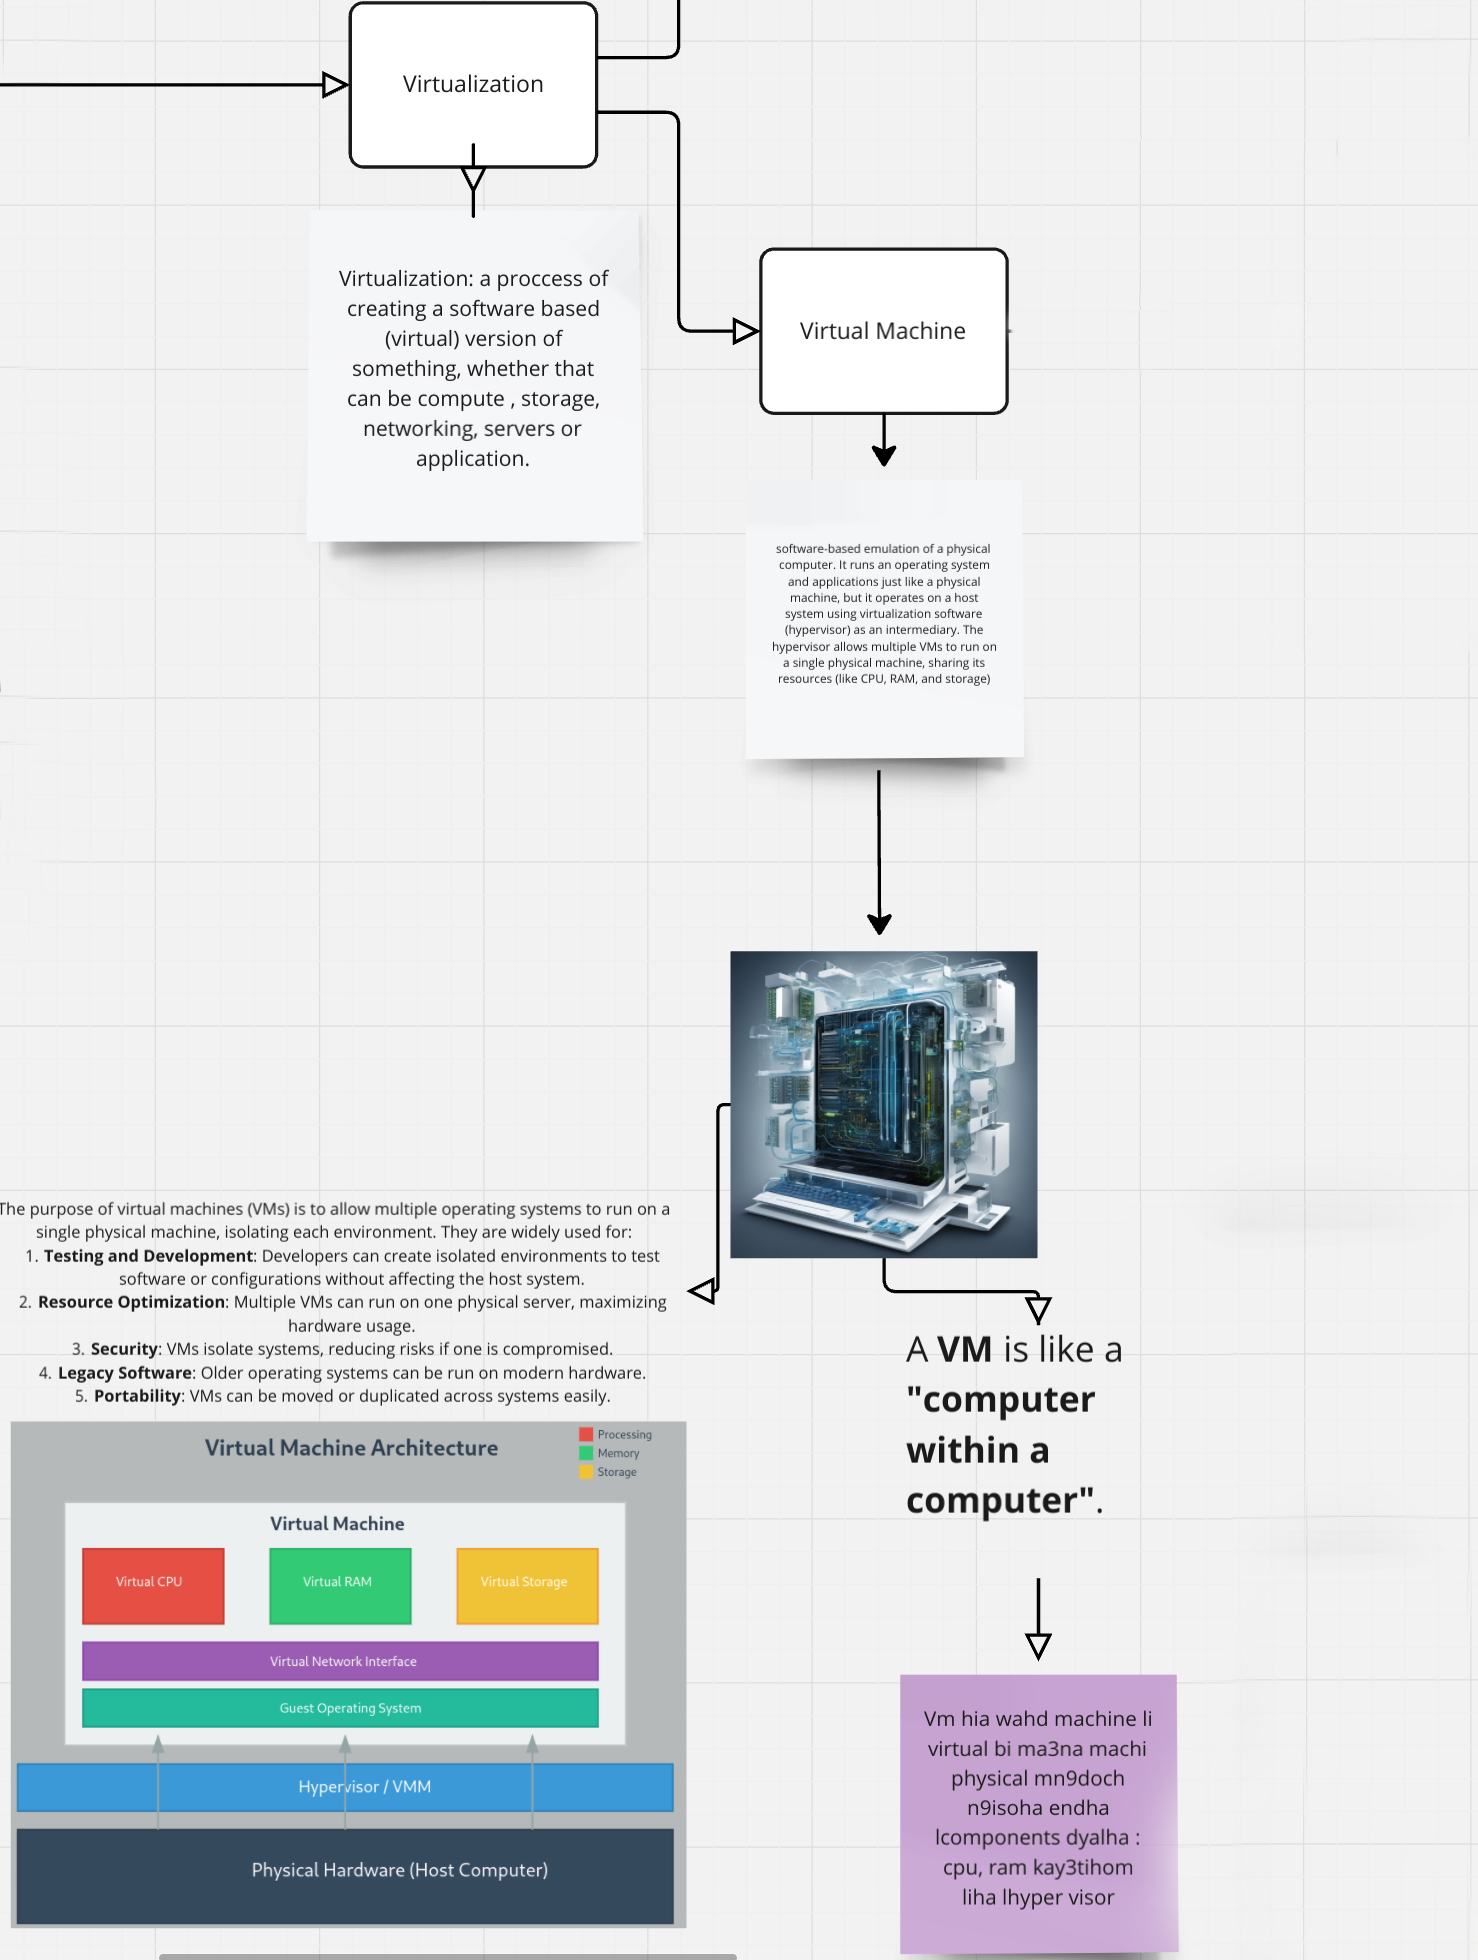 Virtualization
Virtualization: a proccess of
creating a software based
(virtual) version of
something, whether that
can be compute , storage,
networking, servers or
application.
Virtual Machine
software-based emulation of a physical
computer. It runs an operating system
and applications just like a physical
machine, but it operates on a host
system using virtualization software
(hypervisor) as an intermediary. The
hypervisor allows multiple VMs to run on
a single physical machine, sharing its
resources (like CPU, RAM, and storage)
The purpose of virtual machines (VMs) is to allow multiple operating systems to run on a
single physical machine, isolating each environment. They are widely used for:
1. Testing and Development: Developers can create isolated environments to test
software or configurations without affecting the host system.
2. Resource Optimization: Multiple VMs can run on one physical server, maximizing
hardware usage.
3. Security: VMs isolate systems, reducing risks if one is compromised.
4. Legacy Software: Older operating systems can be run on modern hardware.
5. Portability: VMs can be moved or duplicated across systems easily.
Virtual Machine Architecture
Processing
Memory
Storage
Virtual Machine
Virtual CPU
Virtual RAM
Virtual Storage
Virtual Network Interface
Guest Operating System
Hypervisor / VMM
Physical Hardware (Host Computer)
A VM is like a
"computer
within a
computer".
Vm hia wahd machine li
virtual bi ma3na machi
physical mn9doch
n9isoha endha
lcomponents dyalha :
cpu, ram kay3tihom
liha lhyper visor